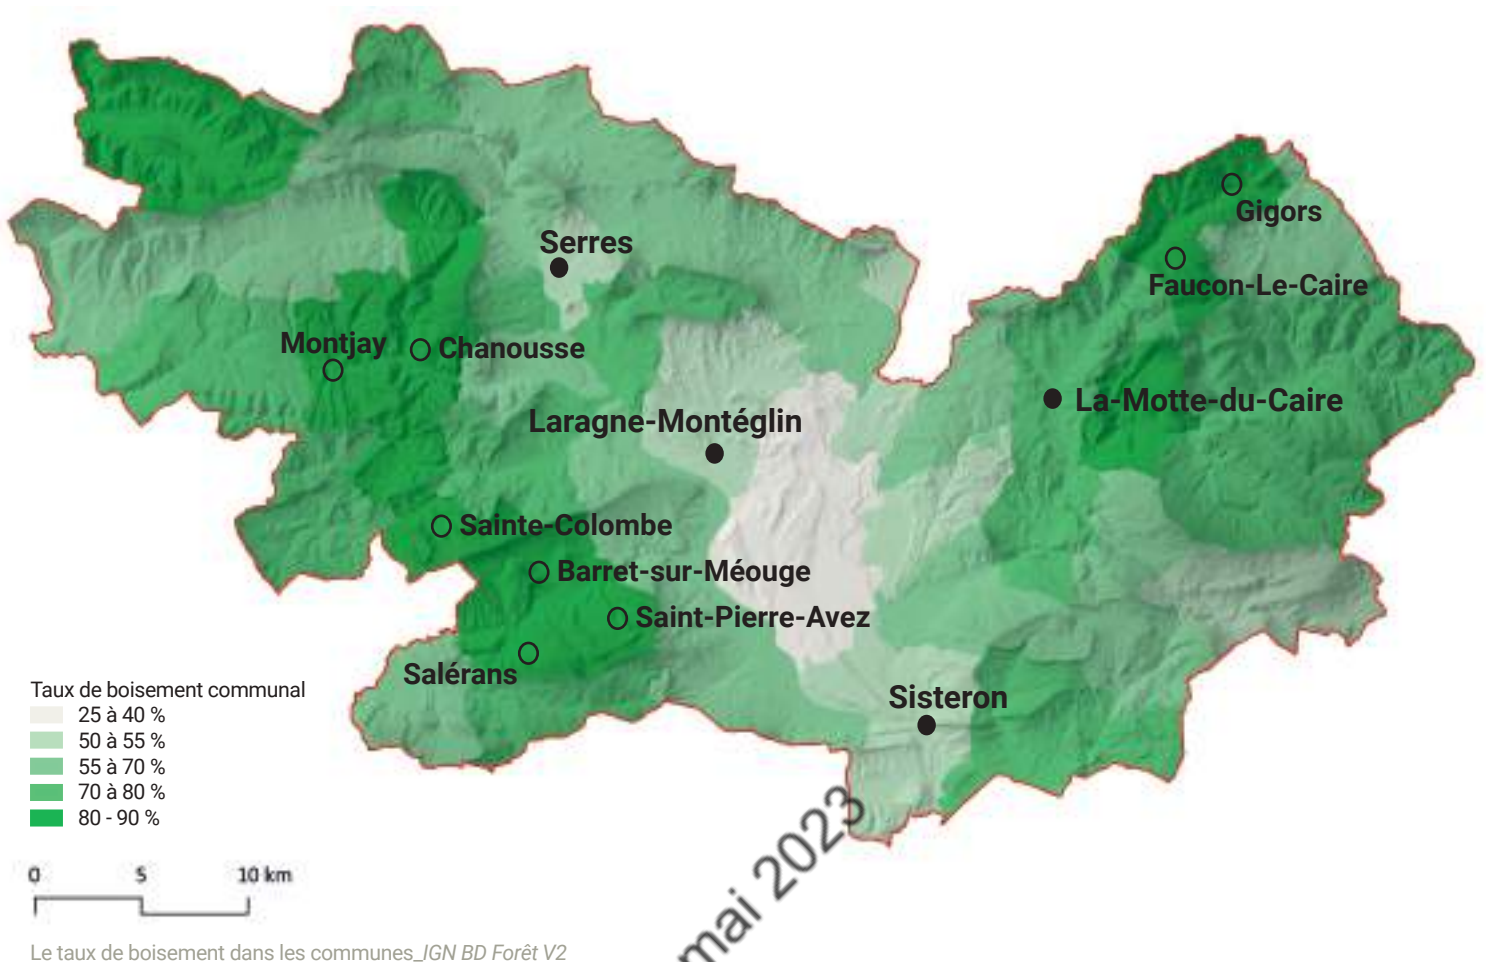 Gigors
Serres
Faucon-Le-Caire
Montjay
Chanousse
La-Motte-du-Caire
Laragne-Montéglin
Sainte-Colombe
Barret-sur-Méouge
Saint-Pierre-Avez
Salérans
Sisteron
Taux de boisement communal
25 à 40 %
50 à 55 %
55 à 70 %
70 à 80 %
80 - 90 %
0 5 10 km
mai 2023
Le taux de boisement dans les communes_IGN BD Forêt V2